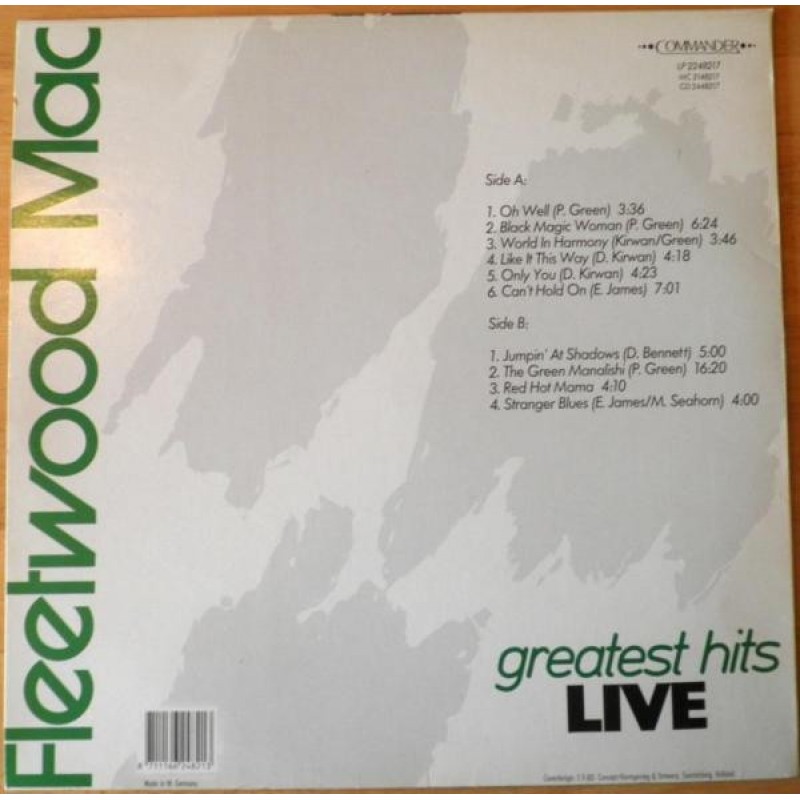 Fleetwood Mac
COMMANDER
LP 2248217
MC 2148217
CD 2448217
Side A:
1. Oh Well (P. Green) 3:36
2. Black Magic Woman (P. Green) 6:24
3. World In Harmony (Kirwan/Green) 3:46
4. Like It This Way (D. Kirwan) 4:18
5. Only You (D. Kirwan) 4:23
6. Can't Hold On (E. James) 7:01
Side B:
1. Jumpin' At Shadows (D. Bennett) 5:00
2. The Green Manalishi (P. Green) 16:20
3. Red Hot Mama 4:10
4. Stranger Blues (E. James/M. Seahorn) 4:00
greatest hits
LIVE
Made in W. Germany